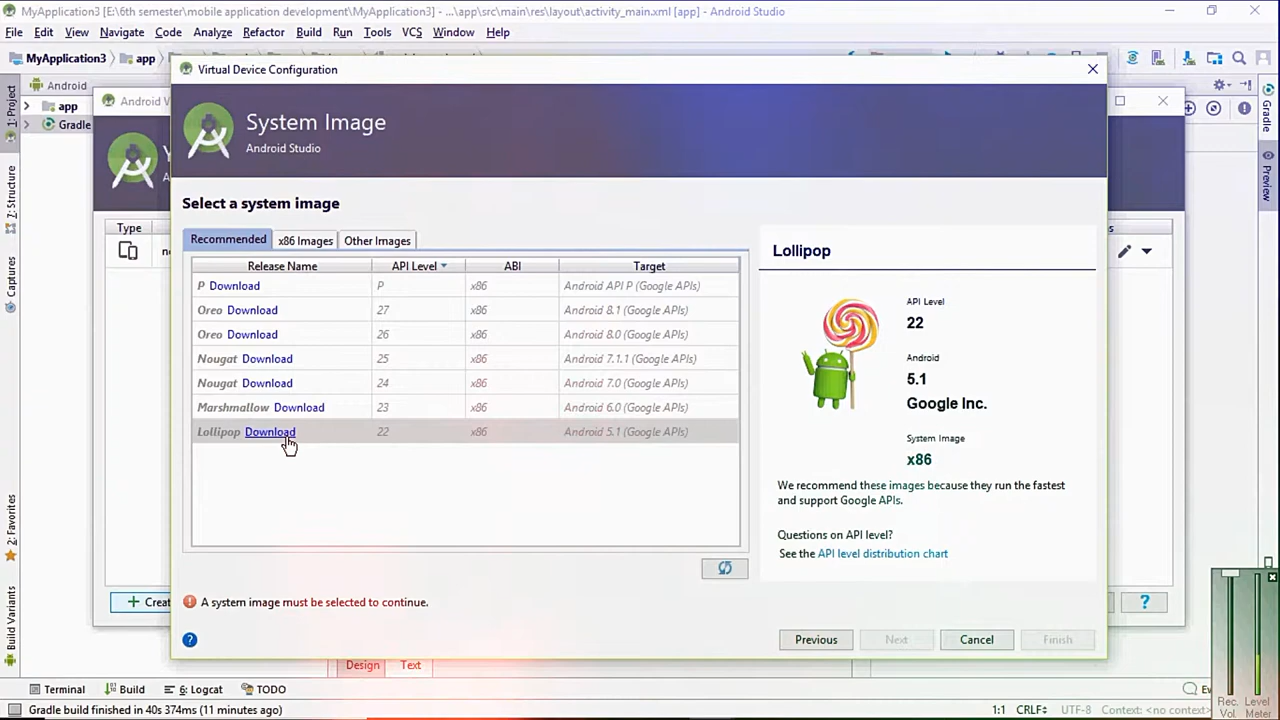 MyApplication3 [E:\6th semester\mobile application development\MyApplication3] - ...\app\src\main\res\layout\activity_main.xml [app] - Android Studio
File Edit View Navigate Code Analyze Refactor Build Run Tools VCS Window Help
MyApplication3 app
Virtual Device Configuration
Android
Android V
1: Project
app
Gradle
System Image
Android Studio
Y
A
Z: Structure
Captures
2: Favorites
Build Variants
Type
Select a system image
Recommended x86 Images Other Images
Release Name API Level ABI Target
P Download P x86 Android API P (Google APIs)
Oreo Download 27 x86 Android 8.1 (Google APIs)
Oreo Download 26 x86 Android 8.0 (Google APIs)
Nougat Download 25 x86 Android 7.1.1 (Google APIs)
Nougat Download 24 x86 Android 7.0 (Google APIs)
Marshmallow Download 23 x86 Android 6.0 (Google APIs)
Lollipop Download 22 x86 Android 5.1 (Google APIs)
Lollipop
API Level
22
Android
5.1
Google Inc.
System Image
x86
We recommend these images because they run the fastest
and support Google APIs.
Questions on API level?
See the API level distribution chart
Gradle
Preview
+ Creat
A system image must be selected to continue.
? Previous Next Cancel Finish
?
Design Text
Terminal Build 6: Logcat TODO
Gradle build finished in 40s 374ms (11 minutes ago)
1:1 CRLF UTF-8 Context: <no context>
Rec. Vol
Level Meter